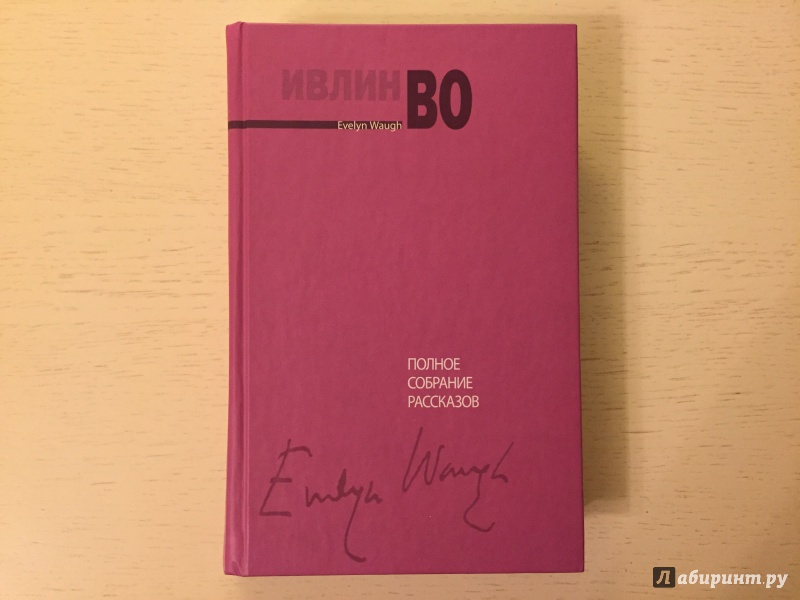 ИВЛИН ВО
Evelyn Waugh
ПОЛНОЕ
СОБРАНИЕ
РАССКАЗОВ
Evelyn Waugh
Лабиринт.ру